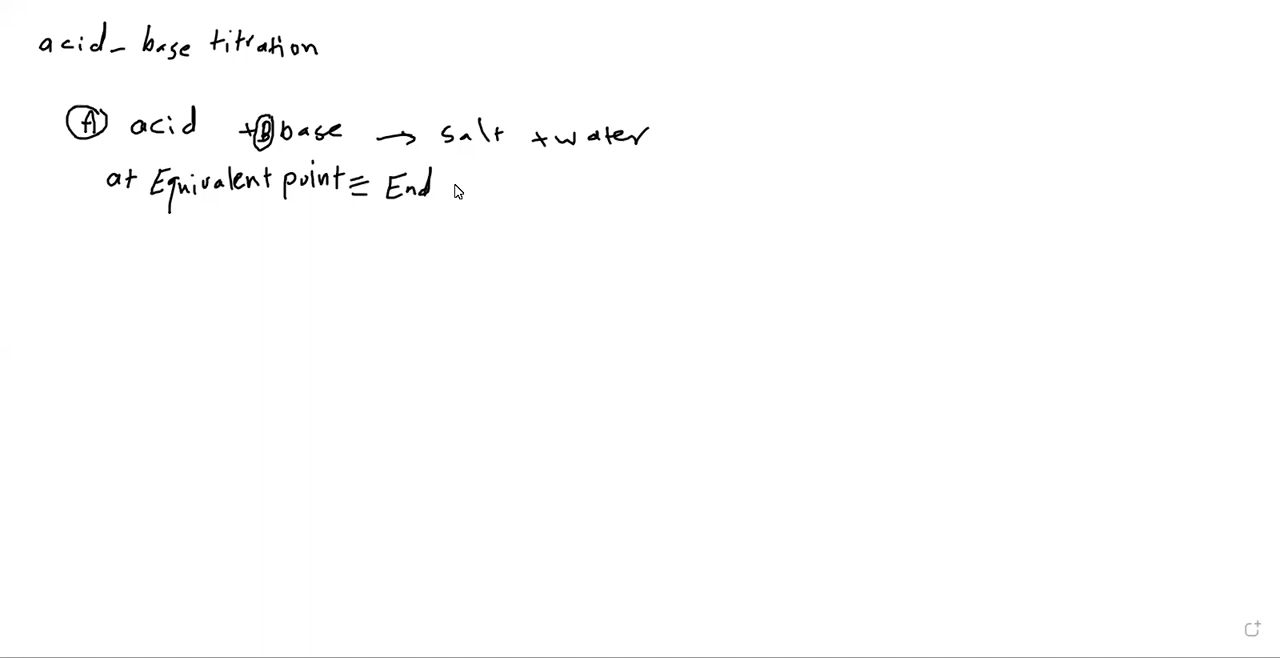 acid - base titration
Ⓐ acid + Ⓑ base → salt + water
at Equivalent point ≡ End